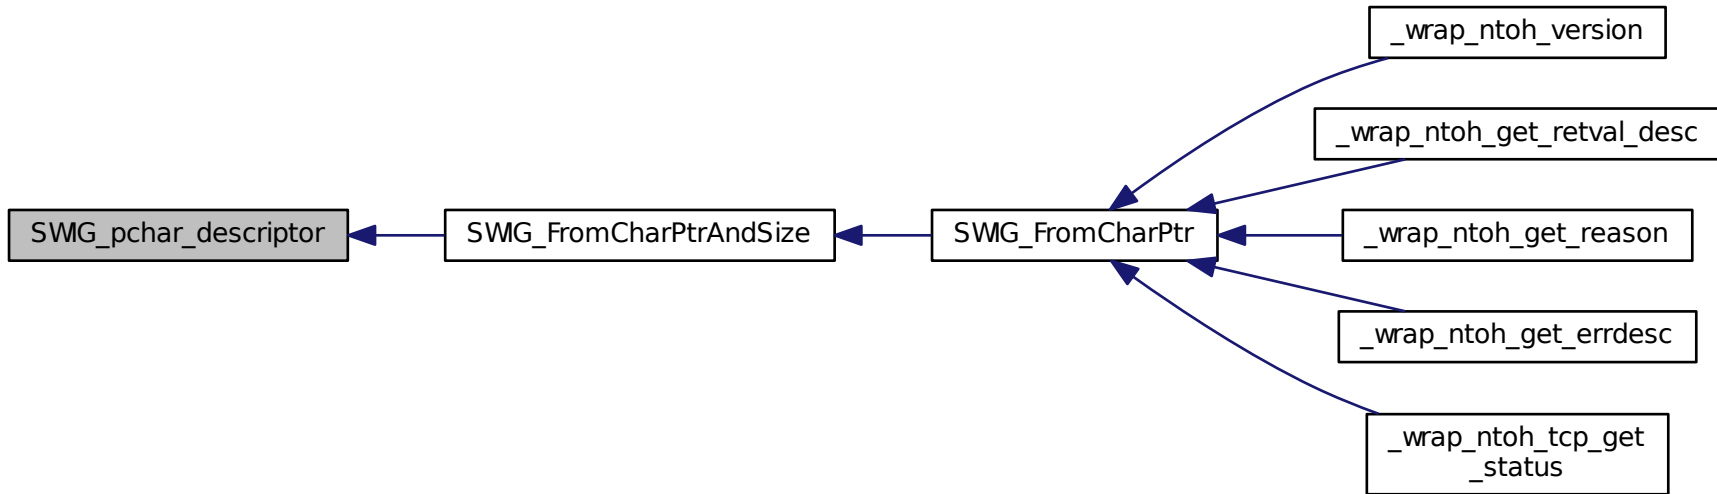 _wrap_ntoh_version
_wrap_ntoh_get_retval_desc
SWIG_pchar_descriptor
SWIG_FromCharPtrAndSize
SWIG_FromCharPtr
_wrap_ntoh_get_reason
_wrap_ntoh_get_errdesc
_wrap_ntoh_tcp_get
_status